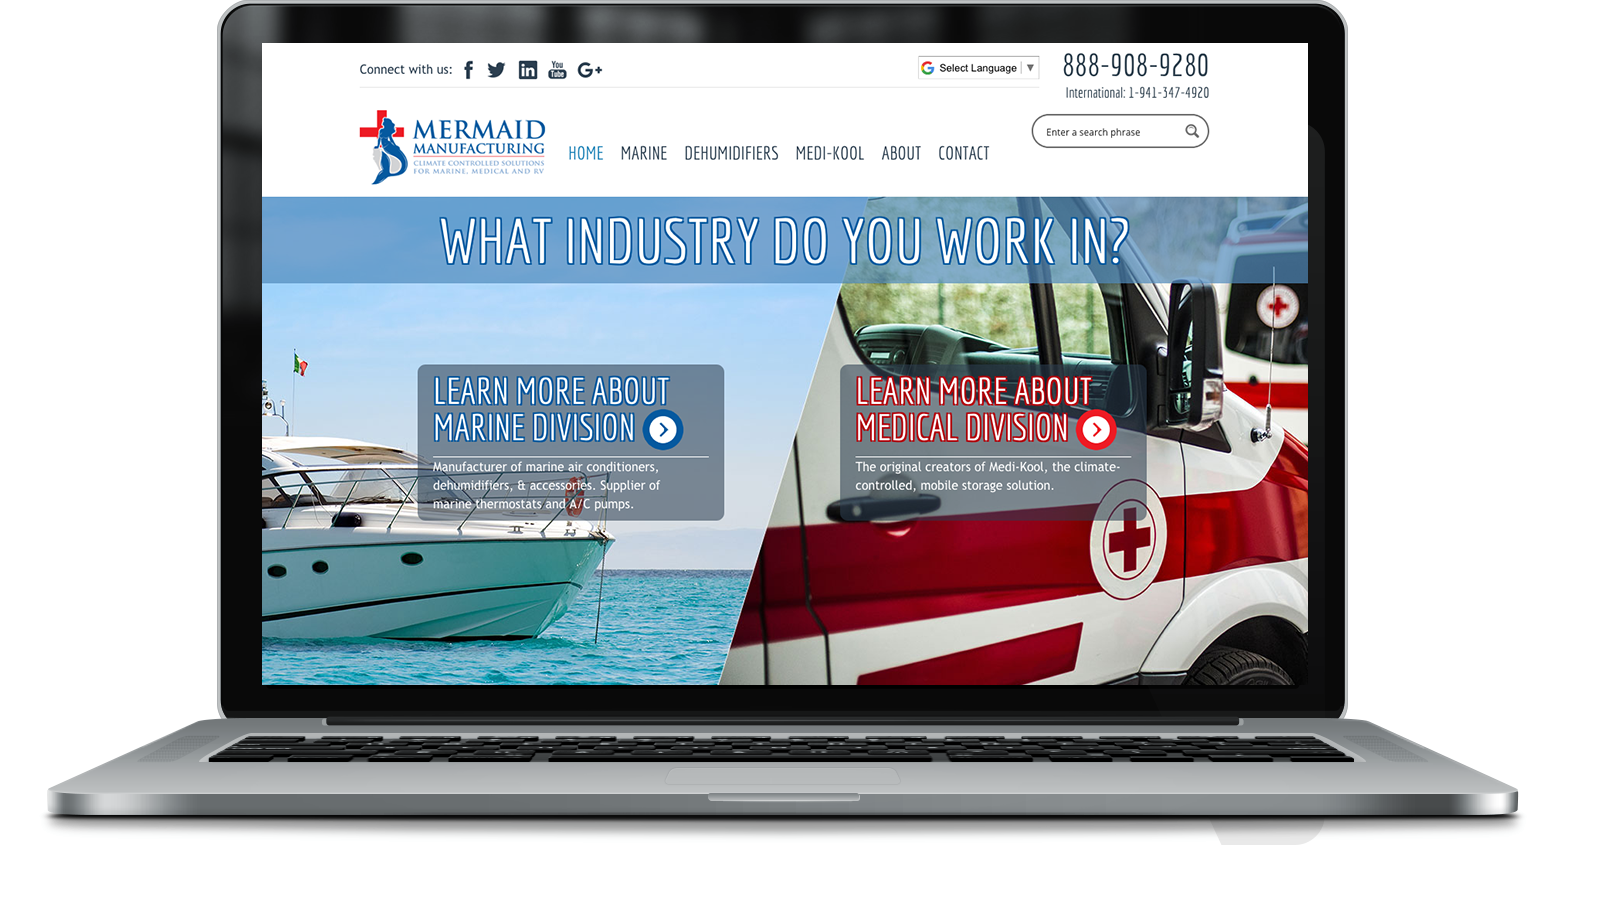 Connect with us:
You
Tube
G+
Select Language ▼
888-908-9280
International: 1-941-347-4920
Enter a search phrase
MERMAID
MANUFACTURING
CLIMATE CONTROLLED SOLUTIONS
FOR MARINE, MEDICAL AND RV
HOME MARINE DEHUMIDIFIERS MEDI-KOOL ABOUT CONTACT
WHAT INDUSTRY DO YOU WORK IN?
LEARN MORE ABOUT
MARINE DIVISION
Manufacturer of marine air conditioners,
dehumidifiers, & accessories. Supplier of
marine thermostats and A/C pumps.
LEARN MORE ABOUT
MEDICAL DIVISION
The original creators of Medi-Kool, the climate-
controlled, mobile storage solution.